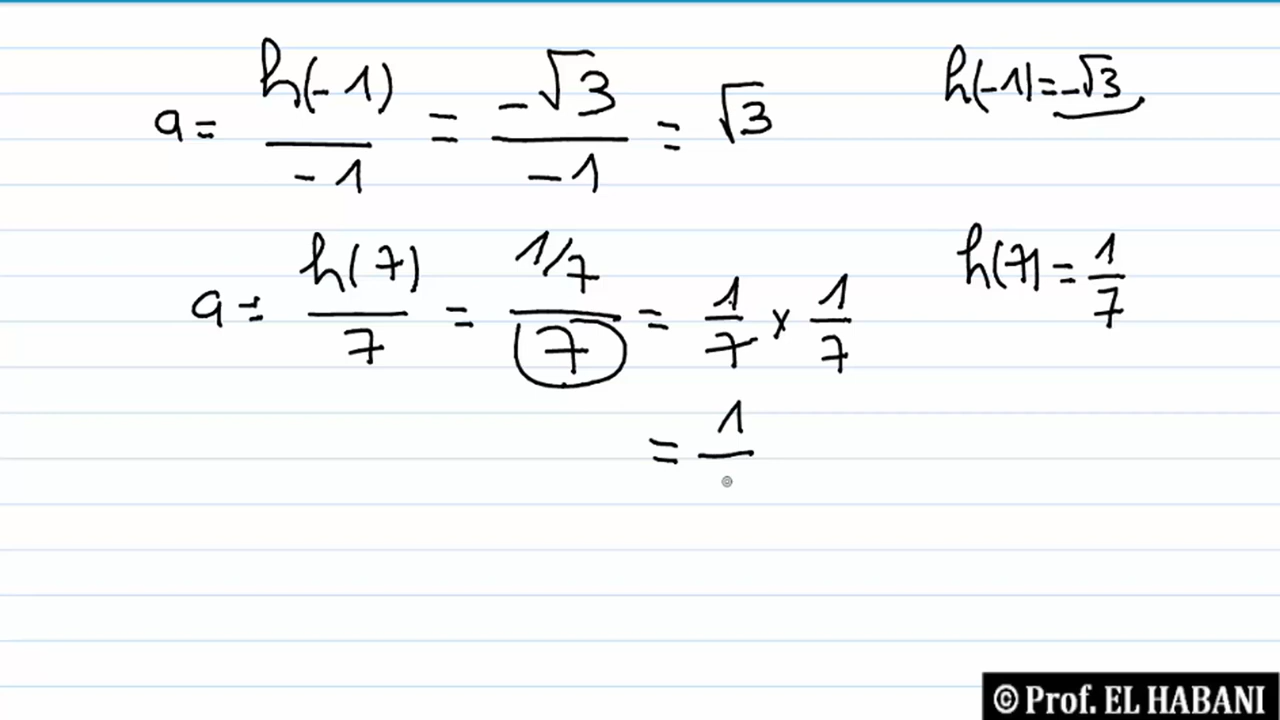 a = h(-1)/-1 = -√3/-1 = √3
h(-1) = -√3
a = h(7)/7 = (1/7)/7 = 1/7 × 1/7
h(7) = 1/7
= 1/
© Prof. EL HABANI